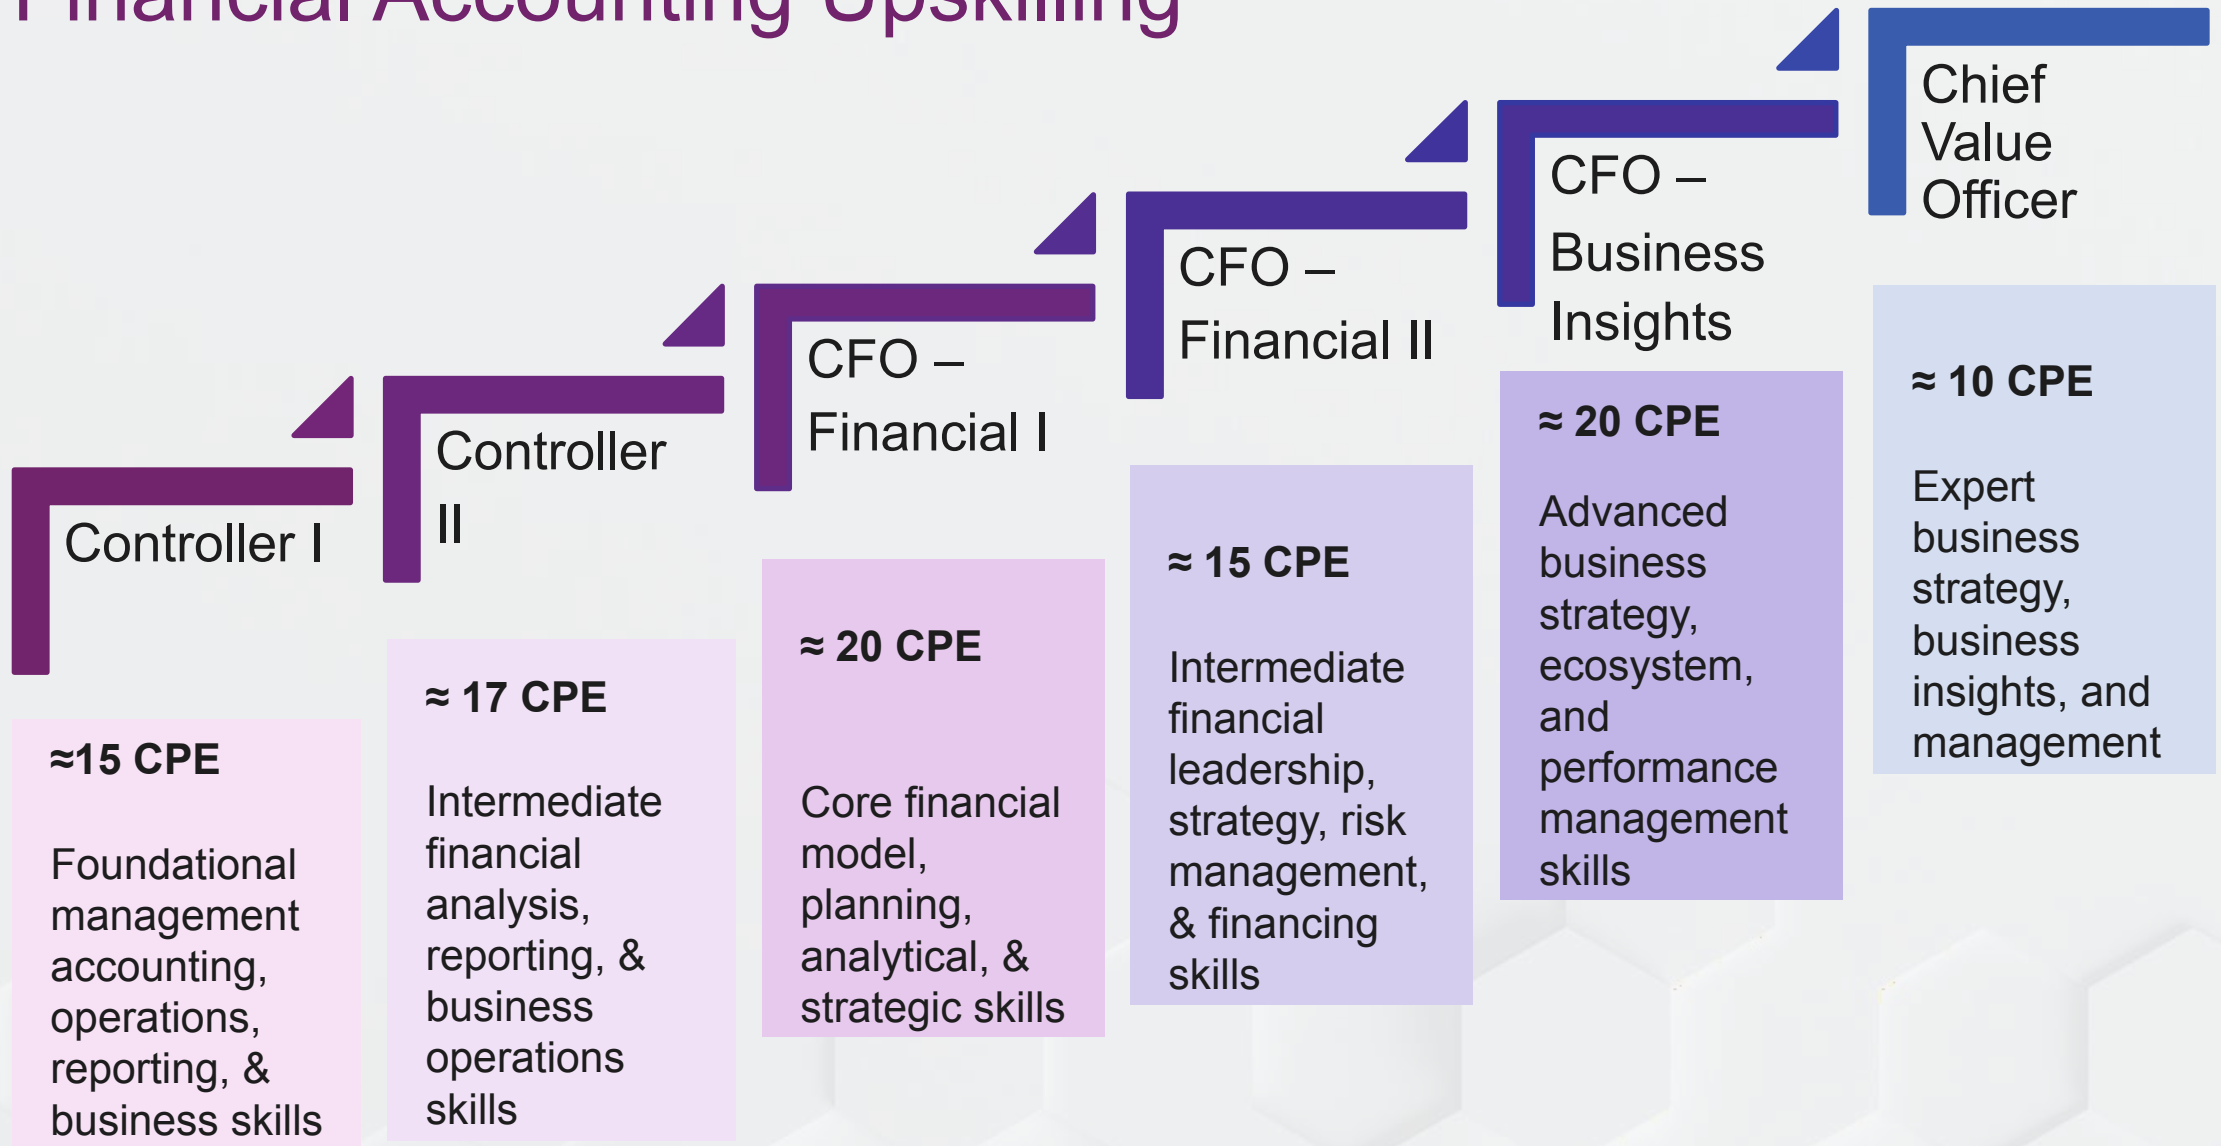 Financial Accounting Upskilling
Controller I
≈15 CPE
Foundational
management
accounting,
operations,
reporting, &
business skills
Controller
II
≈ 17 CPE
Intermediate
financial
analysis,
reporting, &
business
operations
skills
CFO –
Financial I
≈ 20 CPE
Core financial
model,
planning,
analytical, &
strategic skills
CFO –
Financial II
≈ 15 CPE
Intermediate
financial
leadership,
strategy, risk
management,
& financing
skills
CFO –
Business
Insights
≈ 20 CPE
Advanced
business
strategy,
ecosystem,
and
performance
management
skills
Chief
Value
Officer
≈ 10 CPE
Expert
business
strategy,
business
insights, and
management